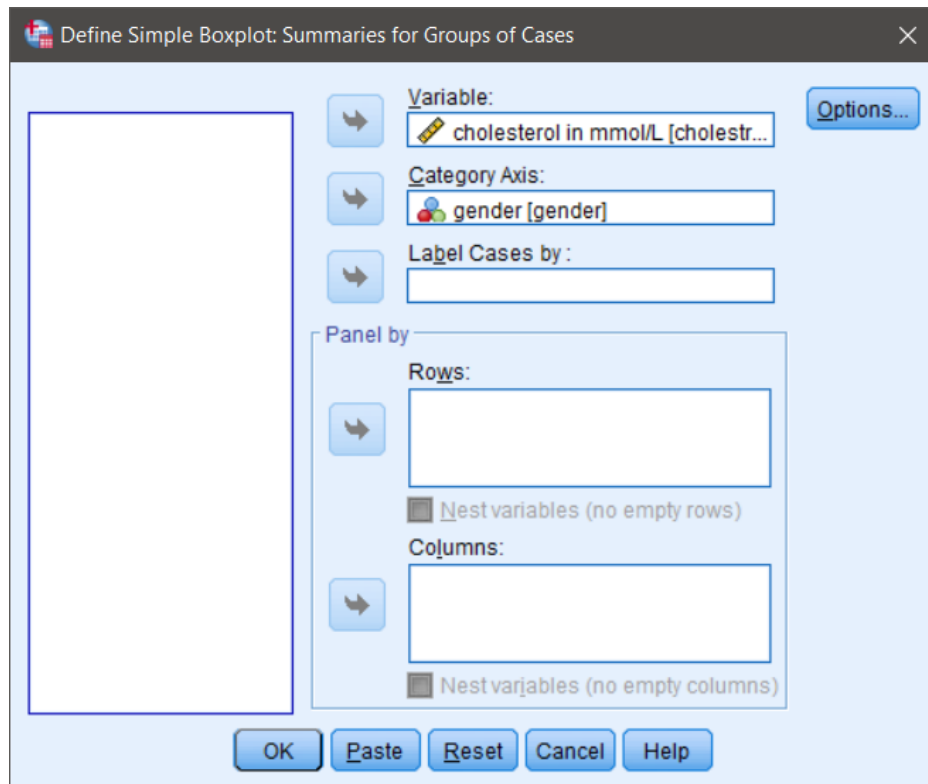 Define Simple Boxplot: Summaries for Groups of Cases
Variable:
cholesterol in mmol/L [cholestr...
Options...
Category Axis:
gender [gender]
Label Cases by :
Panel by
Rows:
Nest variables (no empty rows)
Columns:
Nest variables (no empty columns)
OK Paste Reset Cancel Help